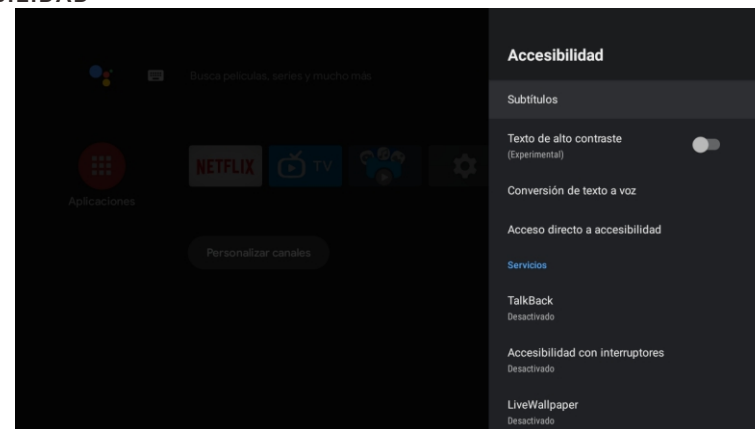 Busca películas, series y mucho más
NETFLIX
TV
Aplicaciones
Personalizar canales
Accesibilidad
Subtítulos
Texto de alto contraste
(Experimental)
Conversión de texto a voz
Acceso directo a accesibilidad
Servicios
TalkBack
Desactivado
Accesibilidad con interruptores
Desactivado
LiveWallpaper
Desactivado